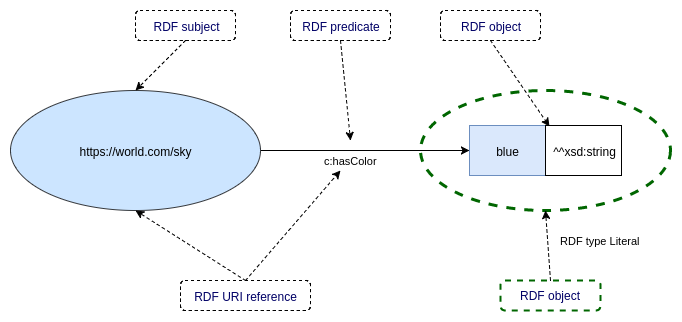 RDF subject
RDF predicate
RDF object
https://world.com/sky
c:hasColor
blue
^^xsd:string
RDF type Literal
RDF URI reference
RDF object